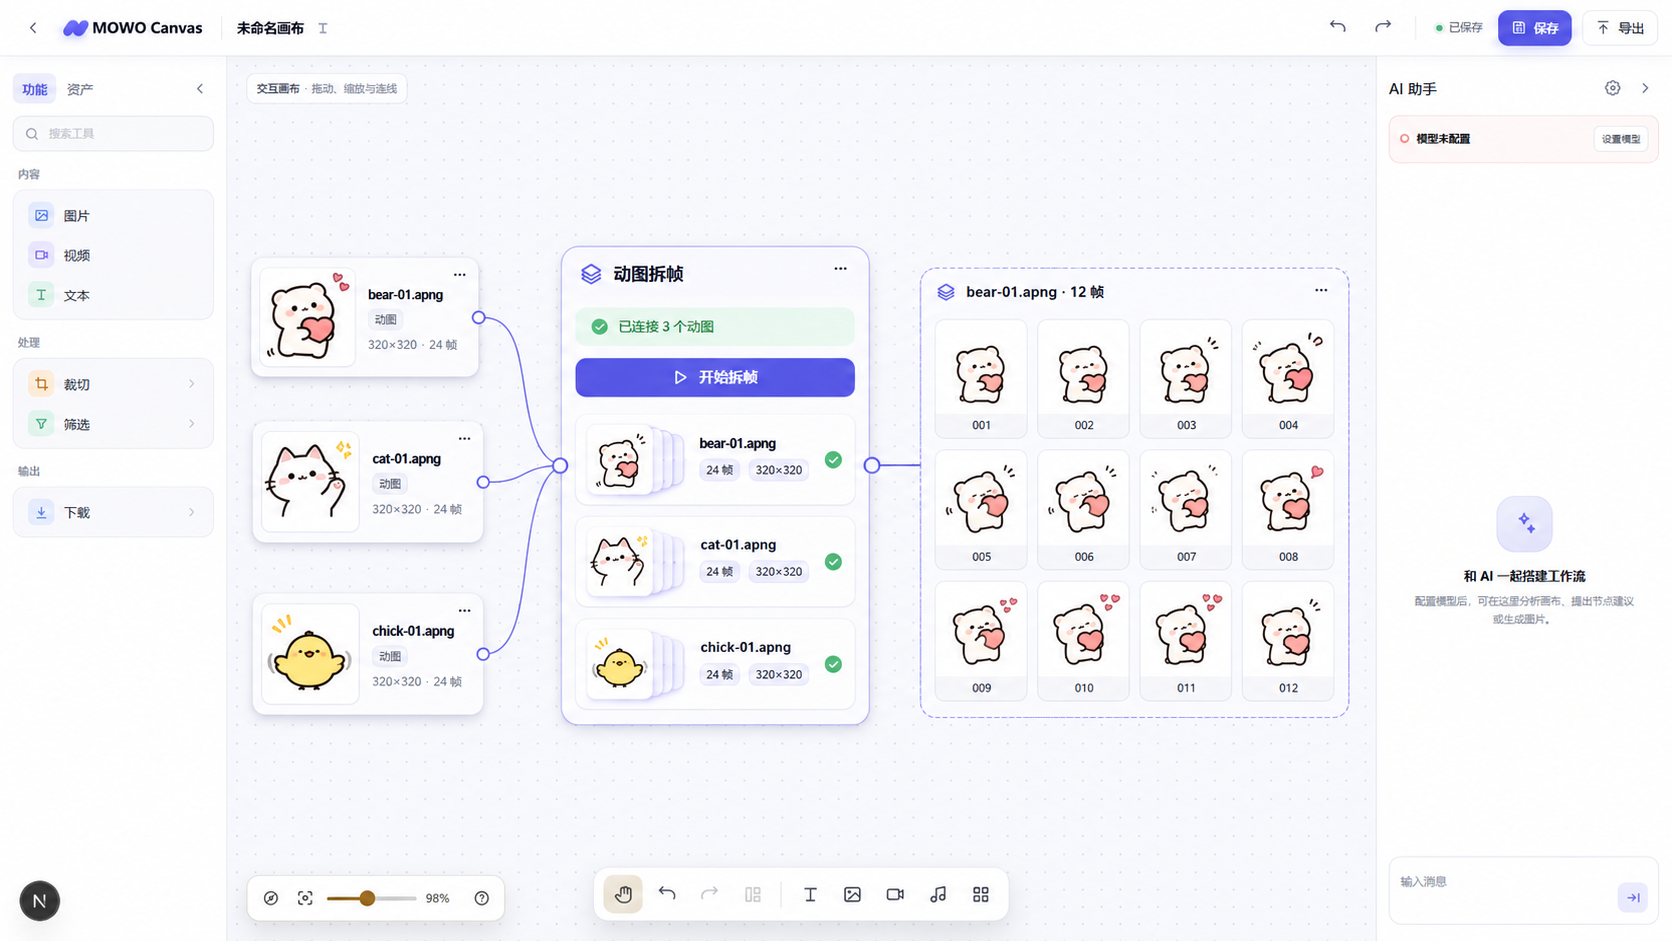 MOWO Canvas
未命名画布
已保存
保存
导出
功能
资产
搜索工具
内容
图片
视频
文本
处理
裁切
筛选
输出
下载
N
交互画布 · 拖动、缩放与连线
bear-01.apng
动图
320×320 · 24 帧
cat-01.apng
动图
320×320 · 24 帧
chick-01.apng
动图
320×320 · 24 帧
动图拆帧
已连接 3 个动图
开始拆帧
bear-01.apng
24 帧
320×320
cat-01.apng
24 帧
320×320
chick-01.apng
24 帧
320×320
bear-01.apng · 12 帧
001
002
003
004
005
006
007
008
009
010
011
012
98%
AI 助手
模型未配置
设置模型
和 AI 一起搭建工作流
配置模型后，可在这里分析画布、提出节点建议
或生成图片。
输入消息